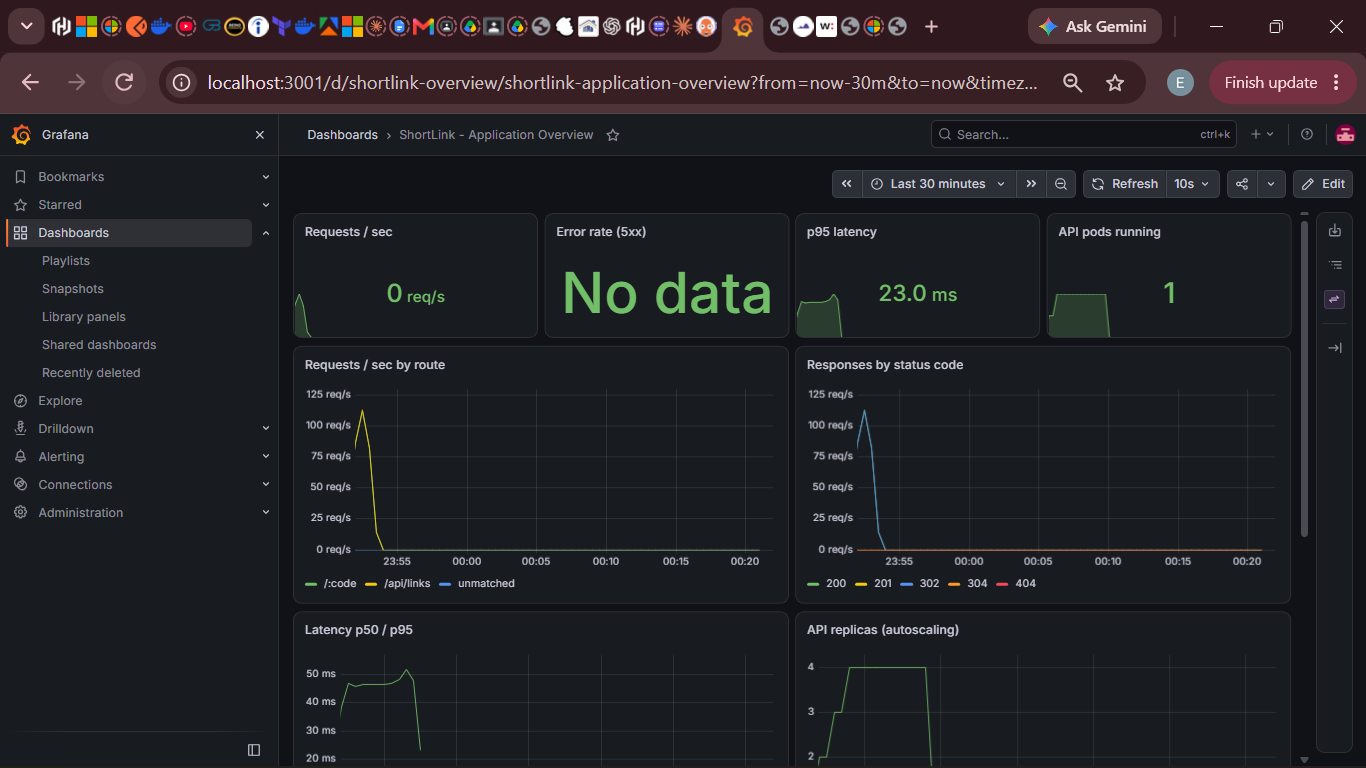 Ask Gemini
localhost:3001/d/shortlink-overview/shortlink-application-overview?from=now-30m&to=now&timez...
E
Finish update
Grafana
Dashboards › ShortLink - Application Overview
Search...
ctrl+k
Bookmarks
Starred
Dashboards
Playlists
Snapshots
Library panels
Shared dashboards
Recently deleted
Explore
Drilldown
Alerting
Connections
Administration
Last 30 minutes
Refresh
10s
Edit
Requests / sec
0 req/s
Error rate (5xx)
No data
p95 latency
23.0 ms
API pods running
1
Requests / sec by route
125 req/s
100 req/s
75 req/s
50 req/s
25 req/s
0 req/s
23:55 00:00 00:05 00:10 00:15 00:20
/:code /api/links unmatched
Responses by status code
125 req/s
100 req/s
75 req/s
50 req/s
25 req/s
0 req/s
23:55 00:00 00:05 00:10 00:15 00:20
200 201 302 304 404
Latency p50 / p95
50 ms
40 ms
30 ms
20 ms
API replicas (autoscaling)
4
3
2